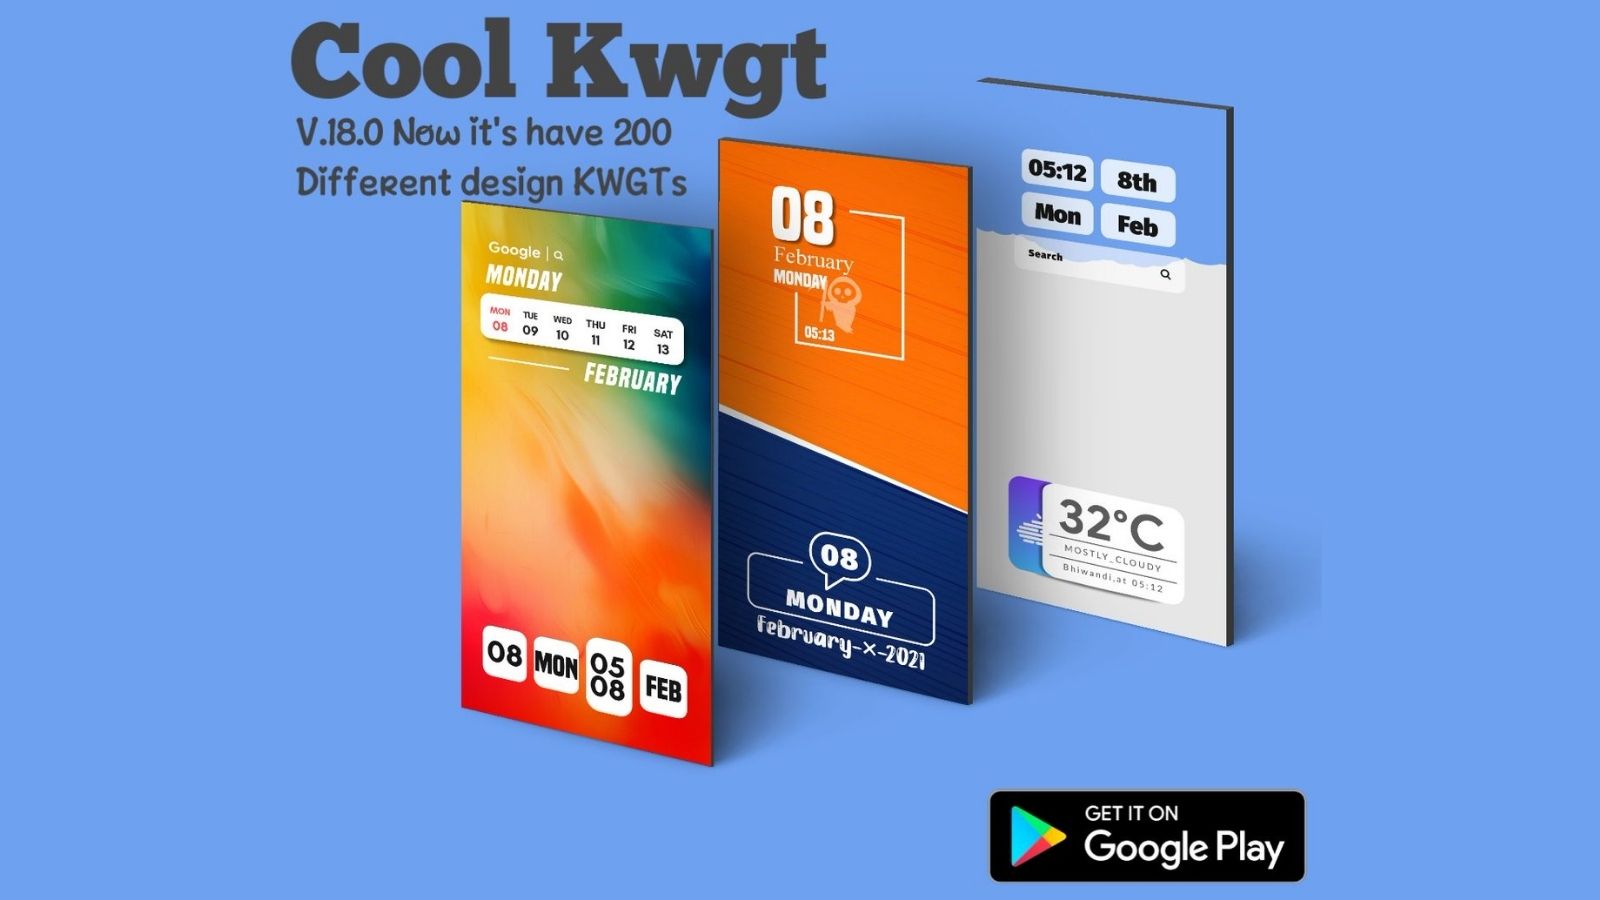 Cool Kwgt
V.18.0 Now it's have 200
Different design KWGTs
Google
MONDAY
MON TUE WED THU FRI SAT
08 09 10 11 12 13
FEBRUARY
08 MON 05 08 FEB
08
February
MONDAY
05:13
08
MONDAY
February-×-2021
05:12 8th
Mon Feb
Search
32°C
MOSTLY_CLOUDY
Bhiwandi,at 05:12
GET IT ON
Google Play